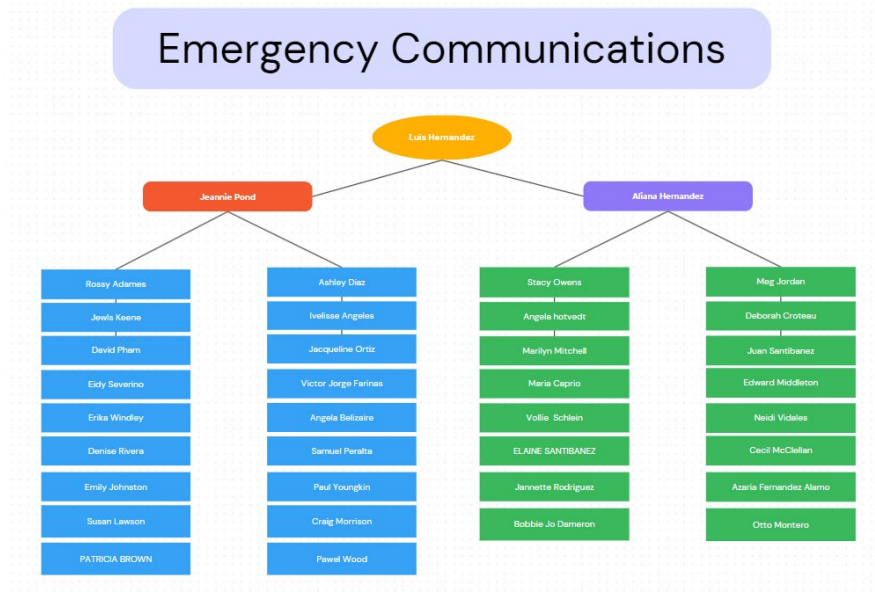 Emergency Communications
Luis Hernandez
Jeannie Pond
Aliana Hernandez
Rossy Adames
Jewls Keene
David Pham
Eidy Severino
Erika Windley
Denise Rivera
Emily Johnston
Susan Lawson
PATRICIA BROWN
Ashley Diaz
Ivelisse Angeles
Jacqueline Ortiz
Victor Jorge Farinas
Angela Belizaire
Samuel Peralta
Paul Youngkin
Craig Morrison
Pawel Wood
Stacy Owens
Angela hotvedt
Marilyn Mitchell
Maria Caprio
Vollie Schlein
ELAINE SANTIBANEZ
Jannette Rodriguez
Bobbie Jo Dameron
Meg Jordan
Deborah Croteau
Juan Santibanez
Edward Middleton
Neidi Vidales
Cecil McClellan
Azaria Fernandez Alamo
Otto Montero